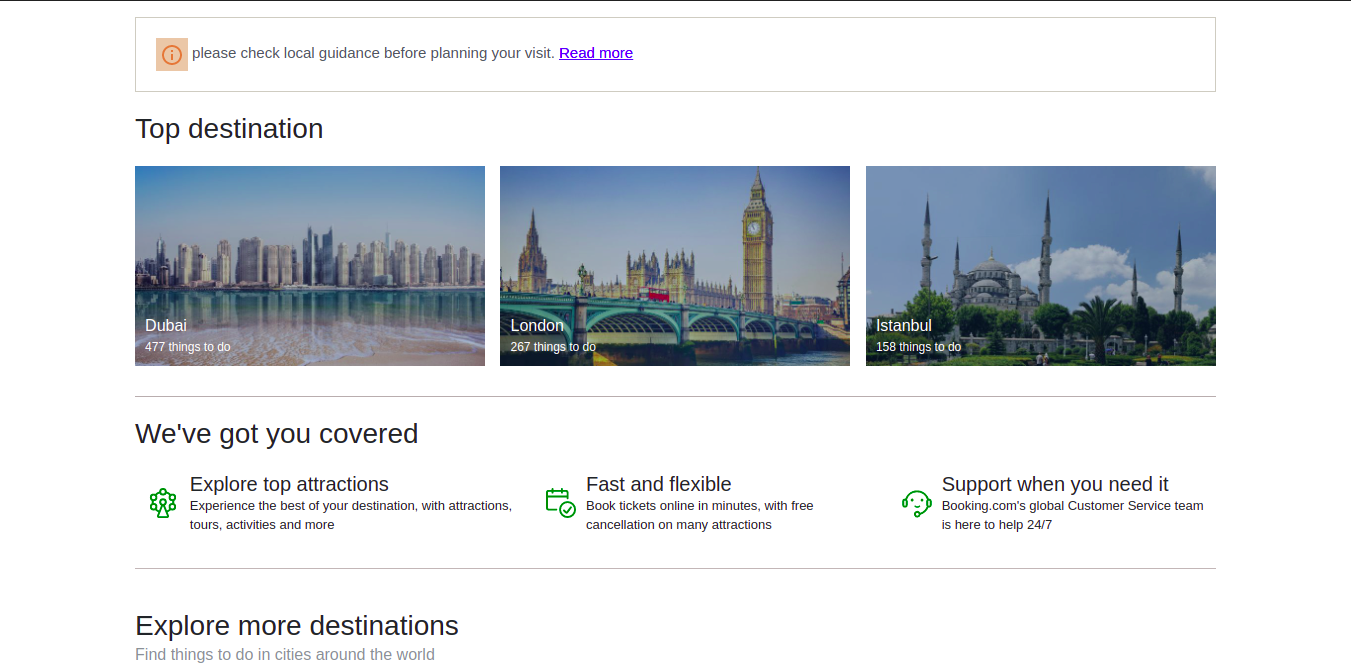 please check local guidance before planning your visit. Read more
Top destination
Dubai
477 things to do
London
267 things to do
Istanbul
158 things to do
We've got you covered
Explore top attractions
Experience the best of your destination, with attractions,
tours, activities and more
Fast and flexible
Book tickets online in minutes, with free
cancellation on many attractions
Support when you need it
Booking.com's global Customer Service team
is here to help 24/7
Explore more destinations
Find things to do in cities around the world